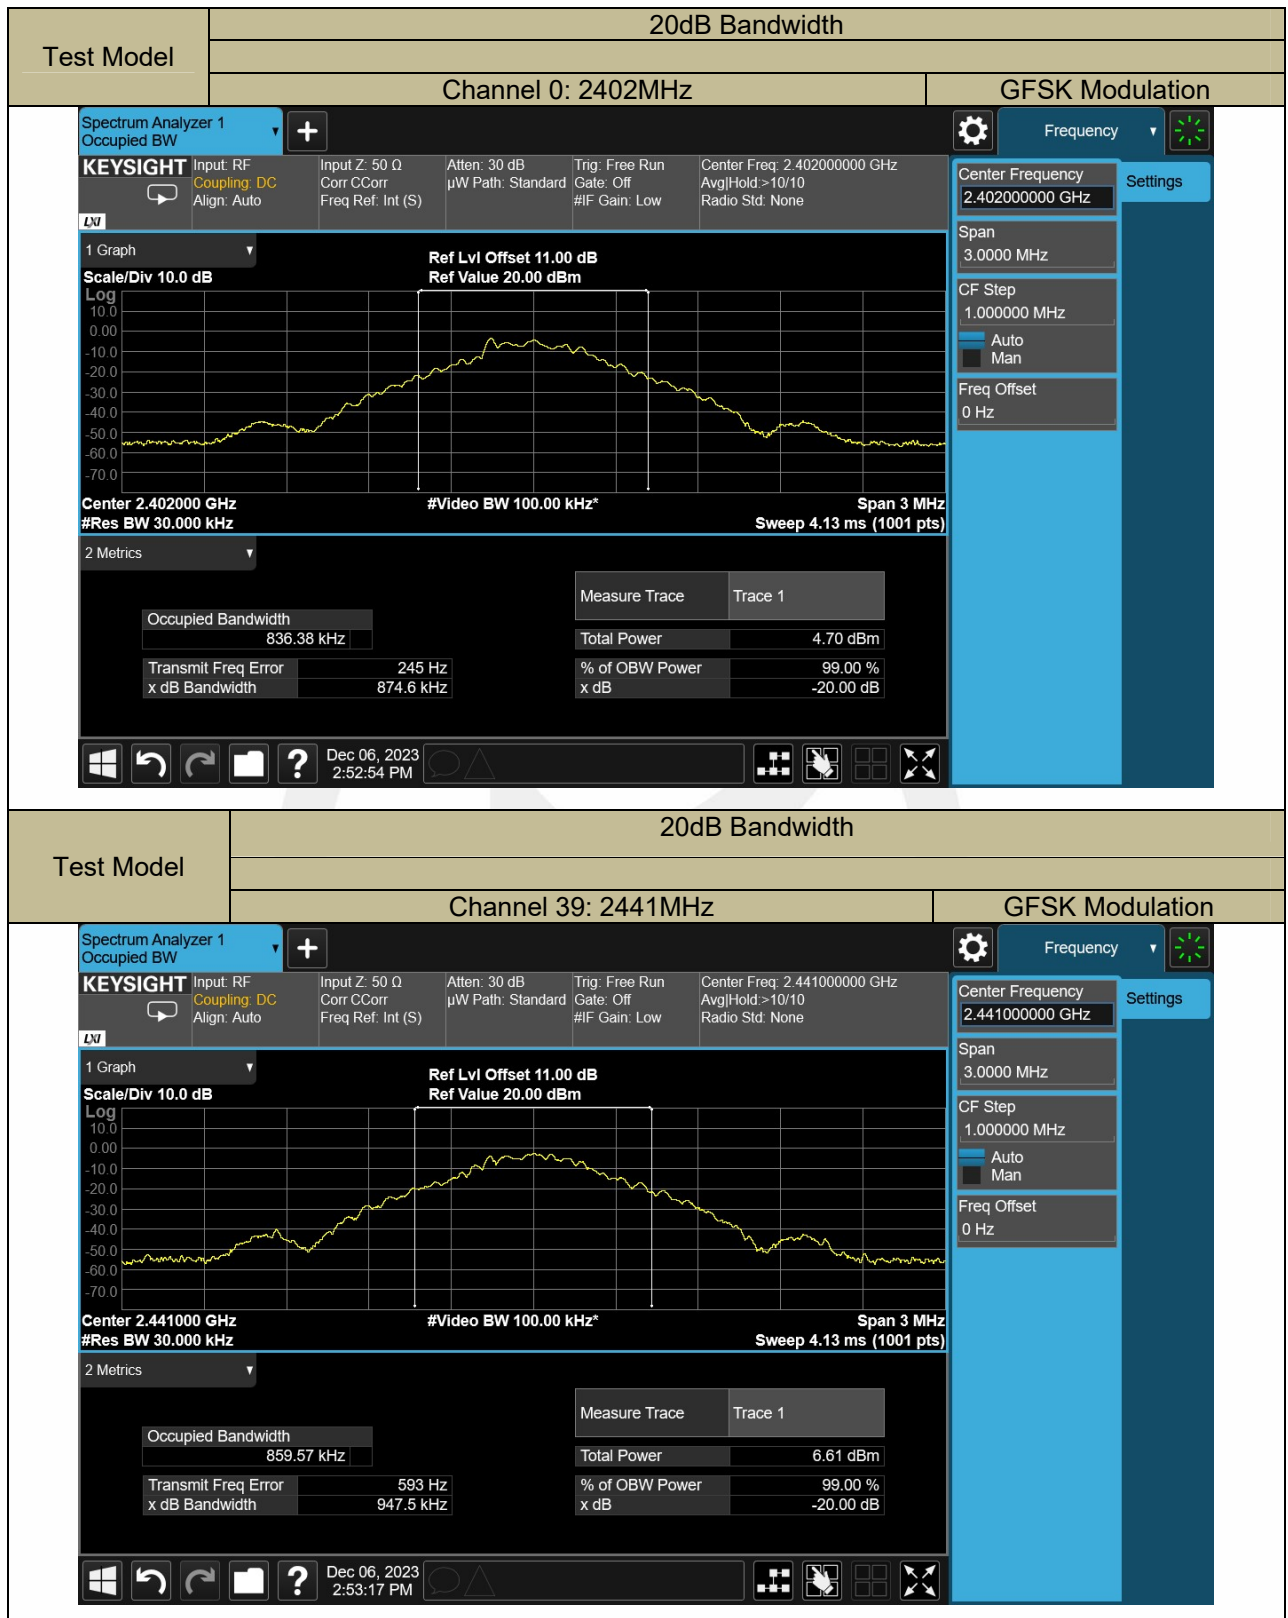 20dB Bandwidth
Test Model
Channel 0: 2402MHz
GFSK Modulation
Spectrum Analyzer 1
Occupied BW
Frequency
KEYSIGHT
Input: RF
Coupling: DC
Align: Auto
Input Z: 50 Ω
Corr CCorr
Freq Ref: Int (S)
Atten: 30 dB
µW Path: Standard
Trig: Free Run
Gate: Off
#IF Gain: Low
Center Freq: 2.402000000 GHz
Avg|Hold:>10/10
Radio Std: None
LXI
Center Frequency
2.402000000 GHz
Settings
Span
3.0000 MHz
CF Step
1.000000 MHz
Auto
Man
Freq Offset
0 Hz
1 Graph
Scale/Div 10.0 dB
Ref Lvl Offset 11.00 dB
Ref Value 20.00 dBm
Log
10.0
0.00
-10.0
-20.0
-30.0
-40.0
-50.0
-60.0
-70.0
Center 2.402000 GHz
#Res BW 30.000 kHz
#Video BW 100.00 kHz*
Span 3 MHz
Sweep 4.13 ms (1001 pts)
2 Metrics
Measure Trace Trace 1
Occupied Bandwidth
836.38 kHz
Total Power 4.70 dBm
Transmit Freq Error 245 Hz
x dB Bandwidth 874.6 kHz
% of OBW Power 99.00 %
x dB -20.00 dB
?
Dec 06, 2023
2:52:54 PM
20dB Bandwidth
Test Model
Channel 39: 2441MHz
GFSK Modulation
Spectrum Analyzer 1
Occupied BW
Frequency
KEYSIGHT
Input: RF
Coupling: DC
Align: Auto
Input Z: 50 Ω
Corr CCorr
Freq Ref: Int (S)
Atten: 30 dB
µW Path: Standard
Trig: Free Run
Gate: Off
#IF Gain: Low
Center Freq: 2.441000000 GHz
Avg|Hold:>10/10
Radio Std: None
LXI
Center Frequency
2.441000000 GHz
Settings
Span
3.0000 MHz
CF Step
1.000000 MHz
Auto
Man
Freq Offset
0 Hz
1 Graph
Scale/Div 10.0 dB
Ref Lvl Offset 11.00 dB
Ref Value 20.00 dBm
Log
10.0
0.00
-10.0
-20.0
-30.0
-40.0
-50.0
-60.0
-70.0
Center 2.441000 GHz
#Res BW 30.000 kHz
#Video BW 100.00 kHz*
Span 3 MHz
Sweep 4.13 ms (1001 pts)
2 Metrics
Measure Trace Trace 1
Occupied Bandwidth
859.57 kHz
Total Power 6.61 dBm
Transmit Freq Error 593 Hz
x dB Bandwidth 947.5 kHz
% of OBW Power 99.00 %
x dB -20.00 dB
?
Dec 06, 2023
2:53:17 PM